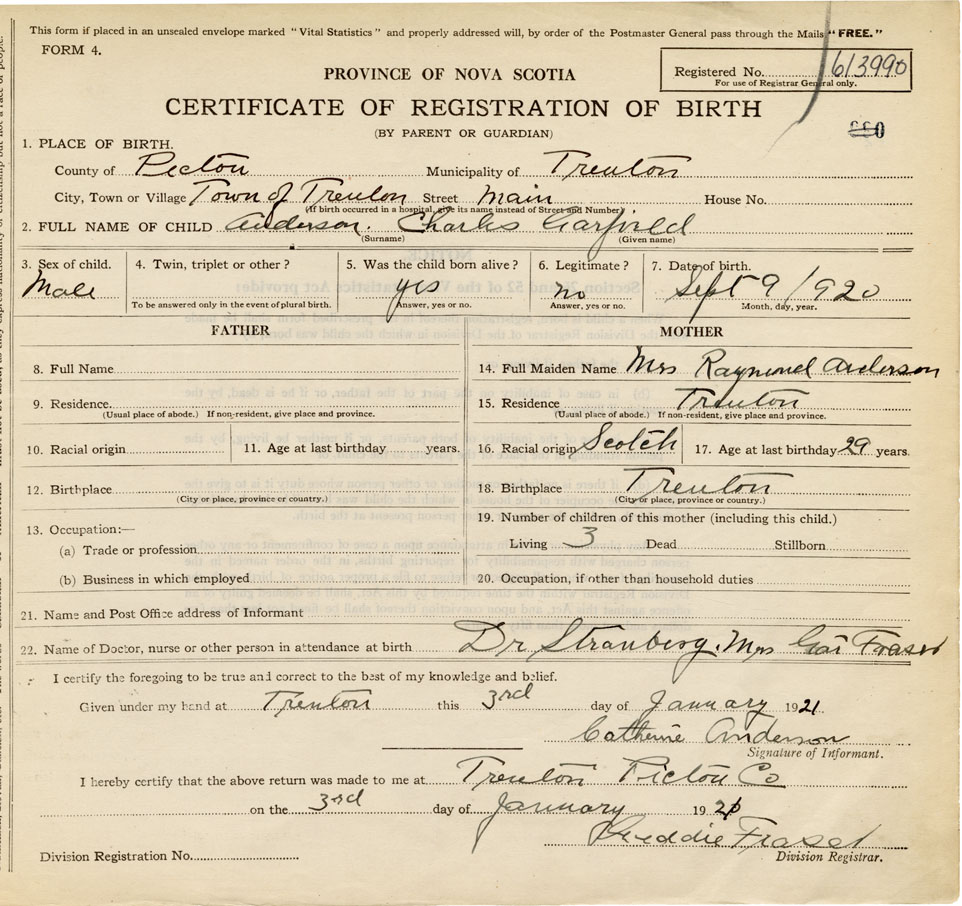 This form if placed in an unsealed envelope marked "Vital Statistics" and properly addressed will, by order of the Postmaster General pass through the Mails "FREE."
FORM 4.
Registered No. 613990
For use of Registrar General only.
PROVINCE OF NOVA SCOTIA
CERTIFICATE OF REGISTRATION OF BIRTH
(BY PARENT OR GUARDIAN)
1. PLACE OF BIRTH.
County of Pictou Municipality of Trenton
City, Town or Village Town of Trenton Street Main House No.
(If birth occurred in a hospital, give its name instead of Street and Number)
2. FULL NAME OF CHILD Anderson. Charles Garfield
(Surname) (Given name)
3. Sex of child. 4. Twin, triplet or other? 5. Was the child born alive? 6. Legitimate? 7. Date of birth.
Male yes no Sept 9 1920
To be answered only in the event of plural birth. Answer, yes or no. Answer, yes or no. Month, day, year.
FATHER MOTHER
8. Full Name 14. Full Maiden Name Mrs Raymond Anderson
9. Residence. 15. Residence Trenton
(Usual place of abode.) If non-resident, give place and province. (Usual place of abode.) If non-resident, give place and province.
10. Racial origin 11. Age at last birthday years. 16. Racial origin Scotch 17. Age at last birthday 29 years.
12. Birthplace 18. Birthplace Trenton
(City or place, province or country.) (City or place, province or country.)
13. Occupation:— 19. Number of children of this mother (including this child.)
(a) Trade or profession Living 3 Dead Stillborn
(b) Business in which employed 20. Occupation, if other than household duties
21. Name and Post Office address of Informant
22. Name of Doctor, nurse or other person in attendance at birth Dr Stranberg. Mrs Fraser
I certify the foregoing to be true and correct to the best of my knowledge and belief.
Given under my hand at Trenton this 3rd day of January 1921
Catherine Anderson
Signature of Informant.
I hereby certify that the above return was made to me at Trenton Pictou Co
on the 3rd day of January 1921
Freddie Fraser
Division Registration No. Division Registrar.